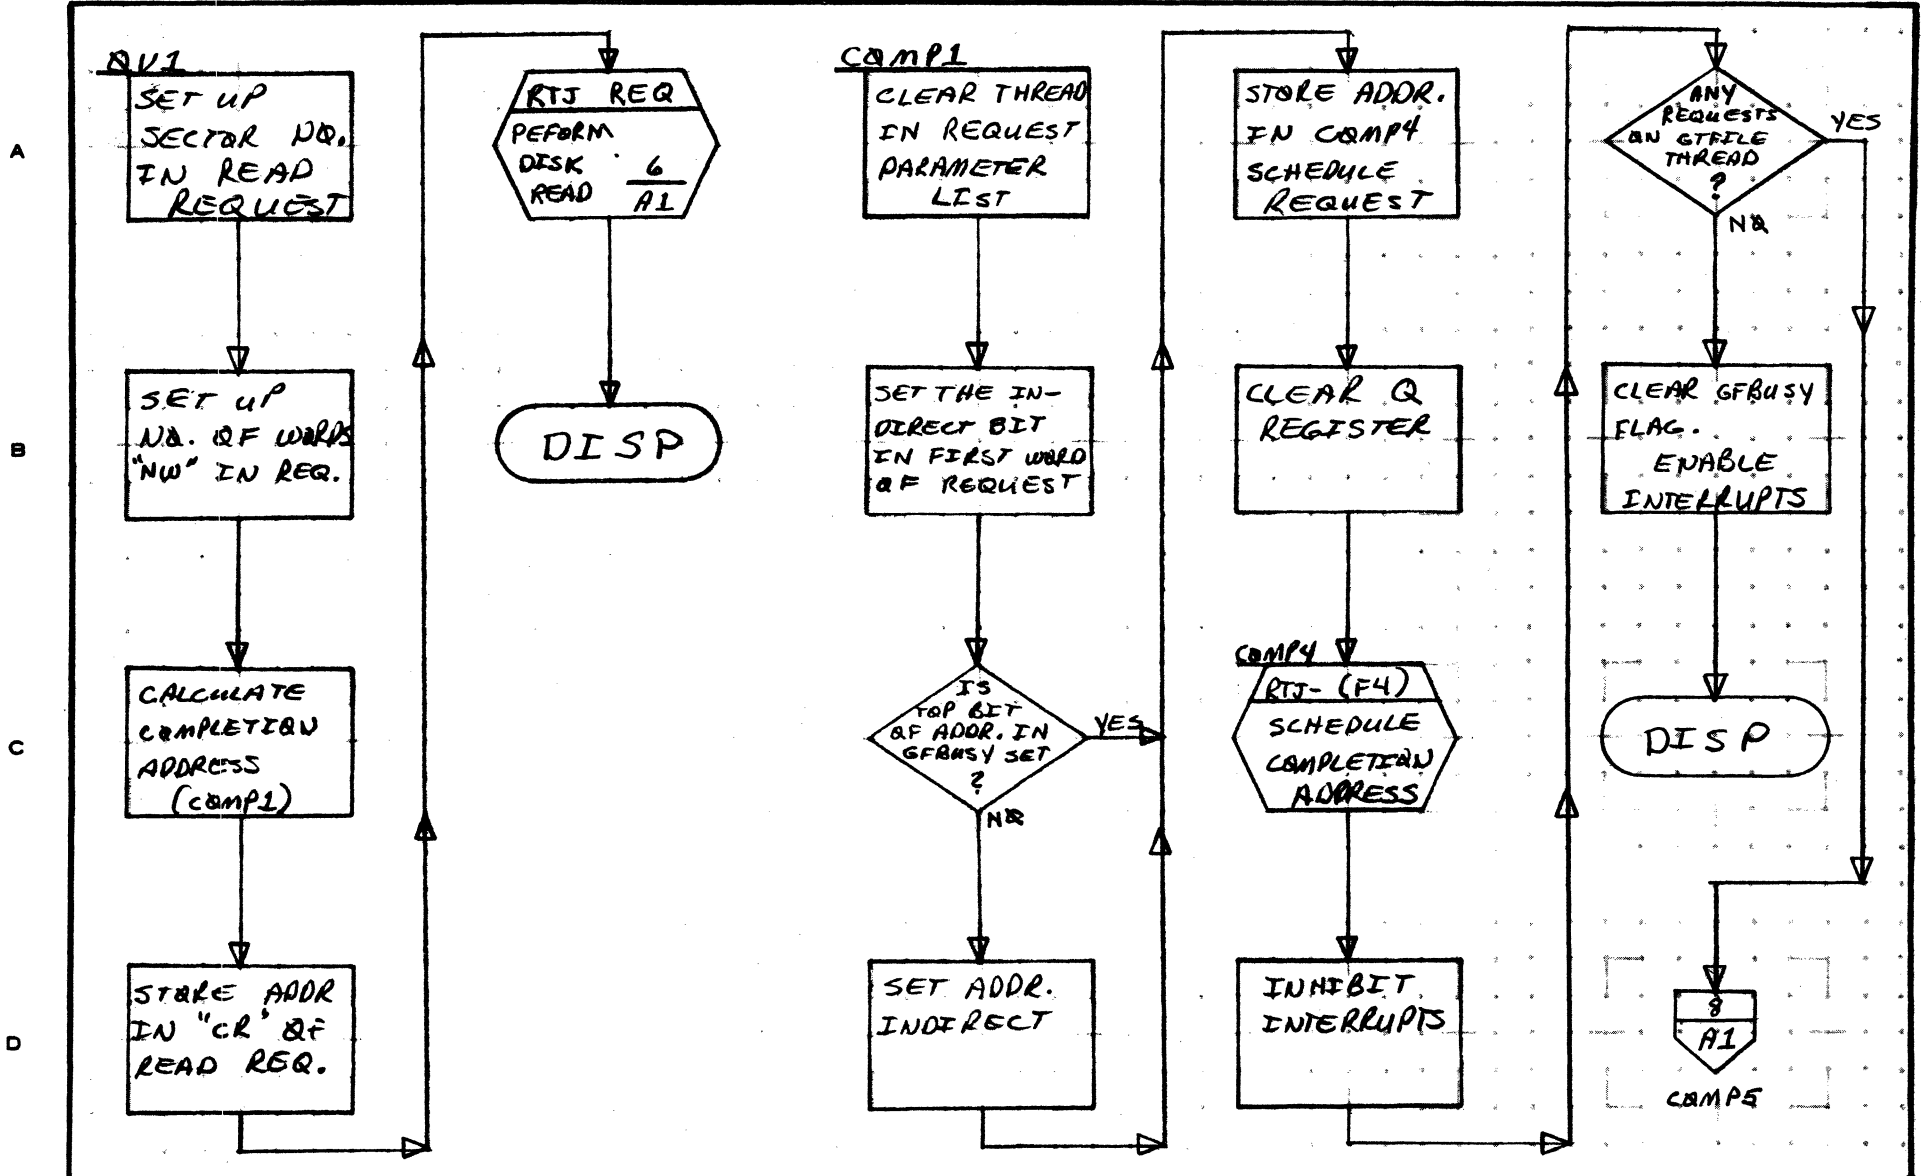 QV1
SET UP
SECTOR NO.
IN READ
REQUEST
SET UP
NO. OF WORDS
"NW" IN REQ.
CALCULATE
COMPLETION
ADDRESS
(COMP1)
STORE ADDR
IN "CR" OF
READ REQ.
RTJ REQ
PEFORM
DISK
READ
6
A1
DISP
COMP1
CLEAR THREAD
IN REQUEST
PARAMETER
LIST
SET THE IN-
DIRECT BIT
IN FIRST WORD
OF REQUEST
IS
TOP BIT
OF ADDR. IN
GFBUSY SET
?
YES
NO
SET ADDR.
INDIRECT
STORE ADDR.
IN COMP4
SCHEDULE
REQUEST
CLEAR Q
REGISTER
COMP4
RTJ- (F4)
SCHEDULE
COMPLETION
ADDRESS
INHIBIT
INTERRUPTS
ANY
REQUESTS
ON GTFILE
THREAD
?
YES
NO
CLEAR GFBUSY
FLAG.
ENABLE
INTERRUPTS
DISP
8
A1
COMP5
A
B
C
D